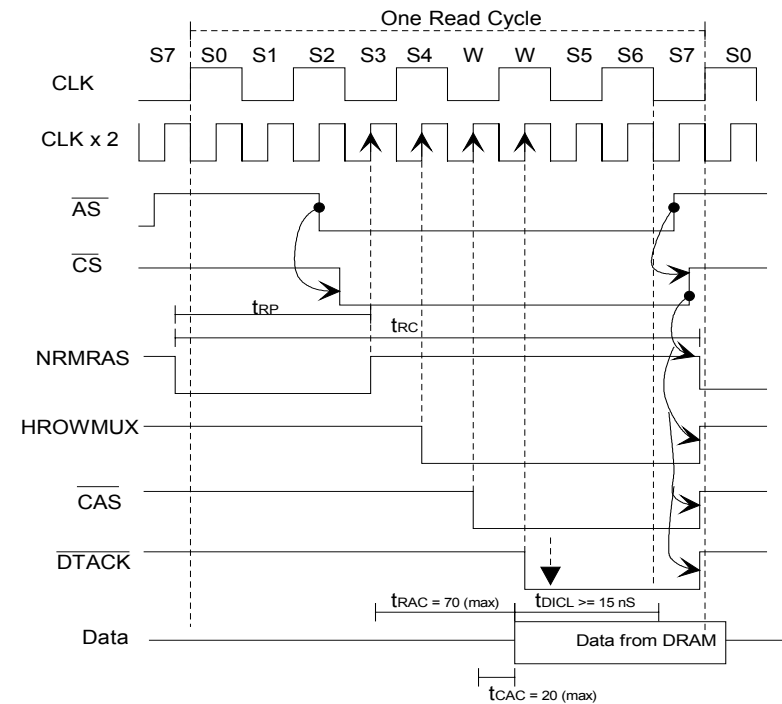 One Read Cycle
S7 S0 S1 S2 S3 S4 W W S5 S6 S7 S0
CLK
CLK x 2
AS
CS
tRP
tRC
NRMRAS
HROWMUX
CAS
DTACK
tRAC = 70 (max) tDICL >= 15 nS
Data Data from DRAM
tCAC = 20 (max)